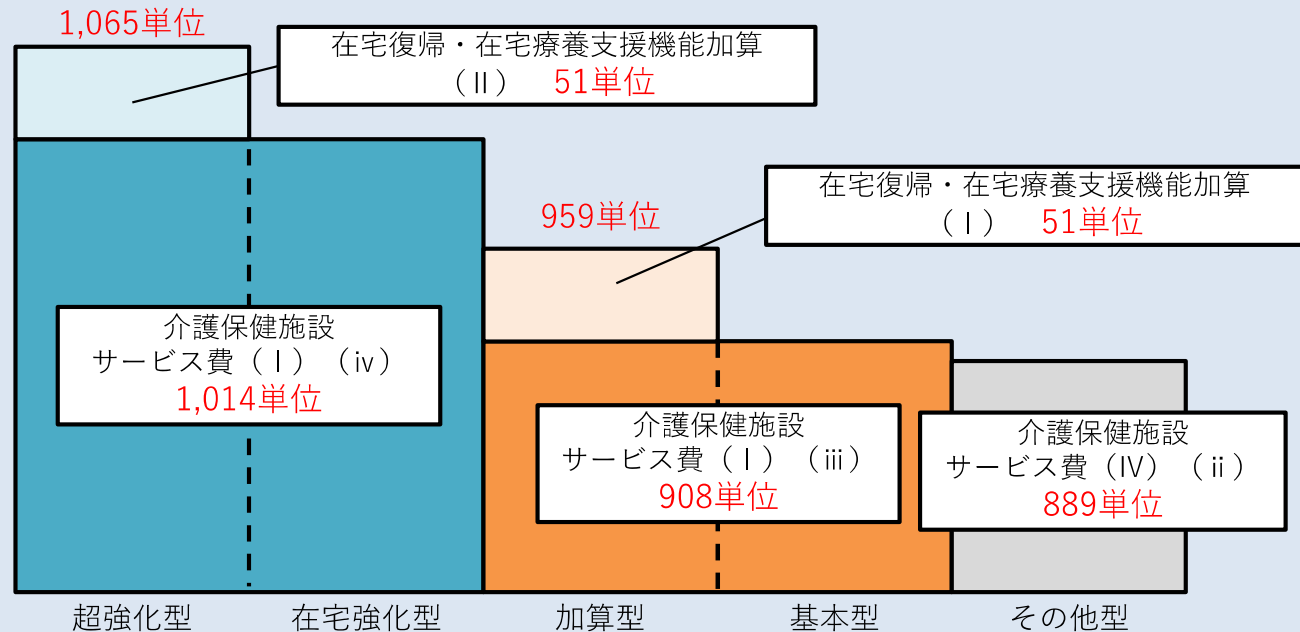 1,065単位
在宅復帰・在宅療養支援機能加算
（Ⅱ）　51単位
在宅復帰・在宅療養支援機能加算
（Ⅰ）　51単位
959単位
介護保健施設
サービス費（Ⅰ）（iv）
1,014単位
介護保健施設
サービス費（Ⅰ）（iii）
908単位
介護保健施設
サービス費（Ⅳ）（ii）
889単位
超強化型
在宅強化型
加算型
基本型
その他型